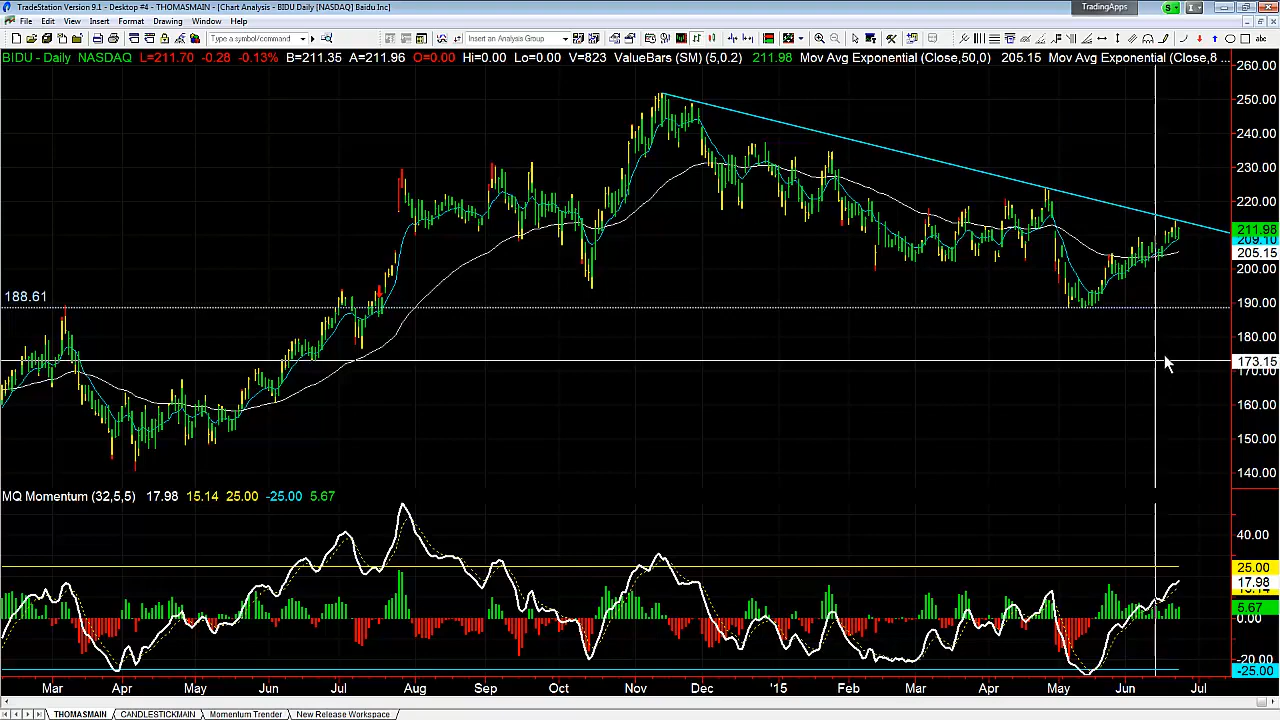 TradeStation Version 9.1 - Desktop #4 - THOMASMAIN - [Chart Analysis - BIDU Daily [NASDAQ] Baidu Inc]
TradingApps
S
I
File Edit View Insert Format Drawing Window Help
Type a symbol/command
Insert an Analysis Group
abc
BIDU - Daily NASDAQ L=211.70 -0.28 -0.13% B=211.35 A=211.96 O=0.00 Hi=0.00 Lo=0.00 V=823 ValueBars (SM) (5,0.2) 211.98 Mov Avg Exponential (Close,50,0) 205.15 Mov Avg Exponential (Close,8 ...
260.00
250.00
240.00
230.00
220.00
211.98
209.10
205.15
200.00
188.61
190.00
180.00
173.15
170.00
160.00
150.00
140.00
MQ Momentum (32,5,5) 17.98 15.14 25.00 -25.00 5.67
40.00
25.00
17.98
15.14
5.67
0.00
-20.00
-25.00
Mar Apr May Jun Jul Aug Sep Oct Nov Dec '15 Feb Mar Apr May Jun Jul
THOMASMAIN CANDLESTICKMAIN Momentum Trender New Release Workspace